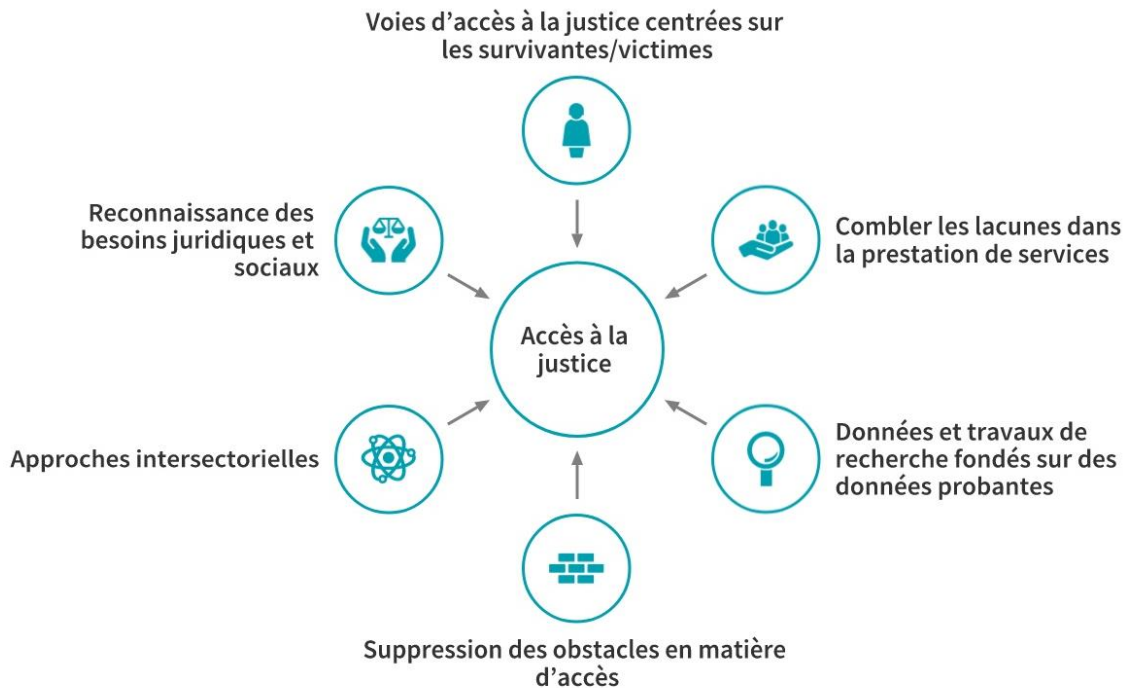 Voies d'accès à la justice centrées sur
les survivantes/victimes
Reconnaissance des
besoins juridiques et
sociaux
Combler les lacunes dans
la prestation de services
Accès à la
justice
Approches intersectorielles
Données et travaux de
recherche fondés sur des
données probantes
Suppression des obstacles en matière
d'accès